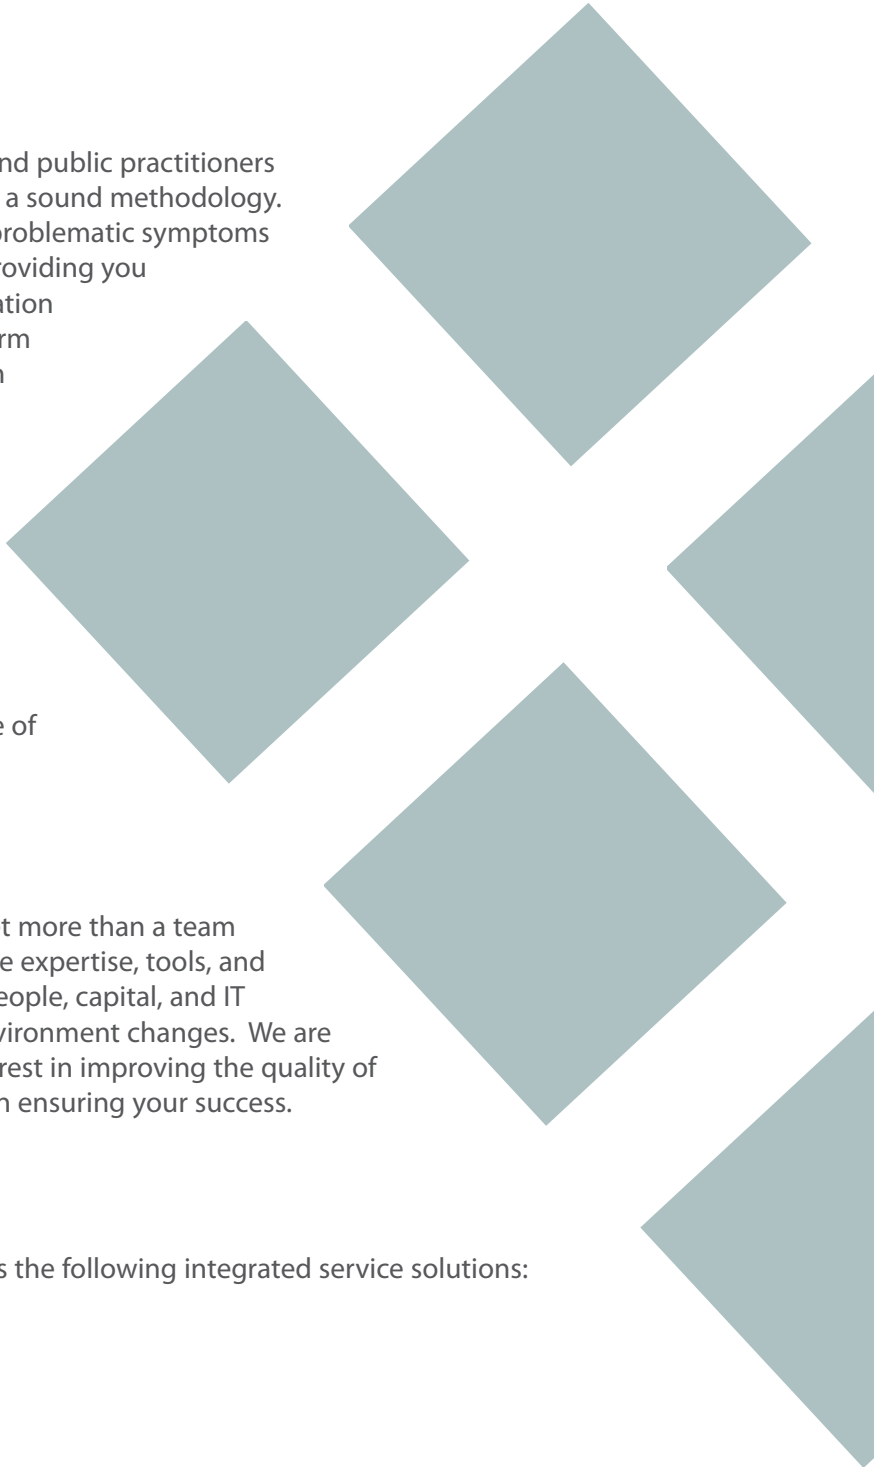 nd public practitioners
a sound methodology.
problematic symptoms
roviding you
ation
rm
n
e of
t more than a team
e expertise, tools, and
eople, capital, and IT
vironment changes.  We are
rest in improving the quality of
n ensuring your success.
s the following integrated service solutions: